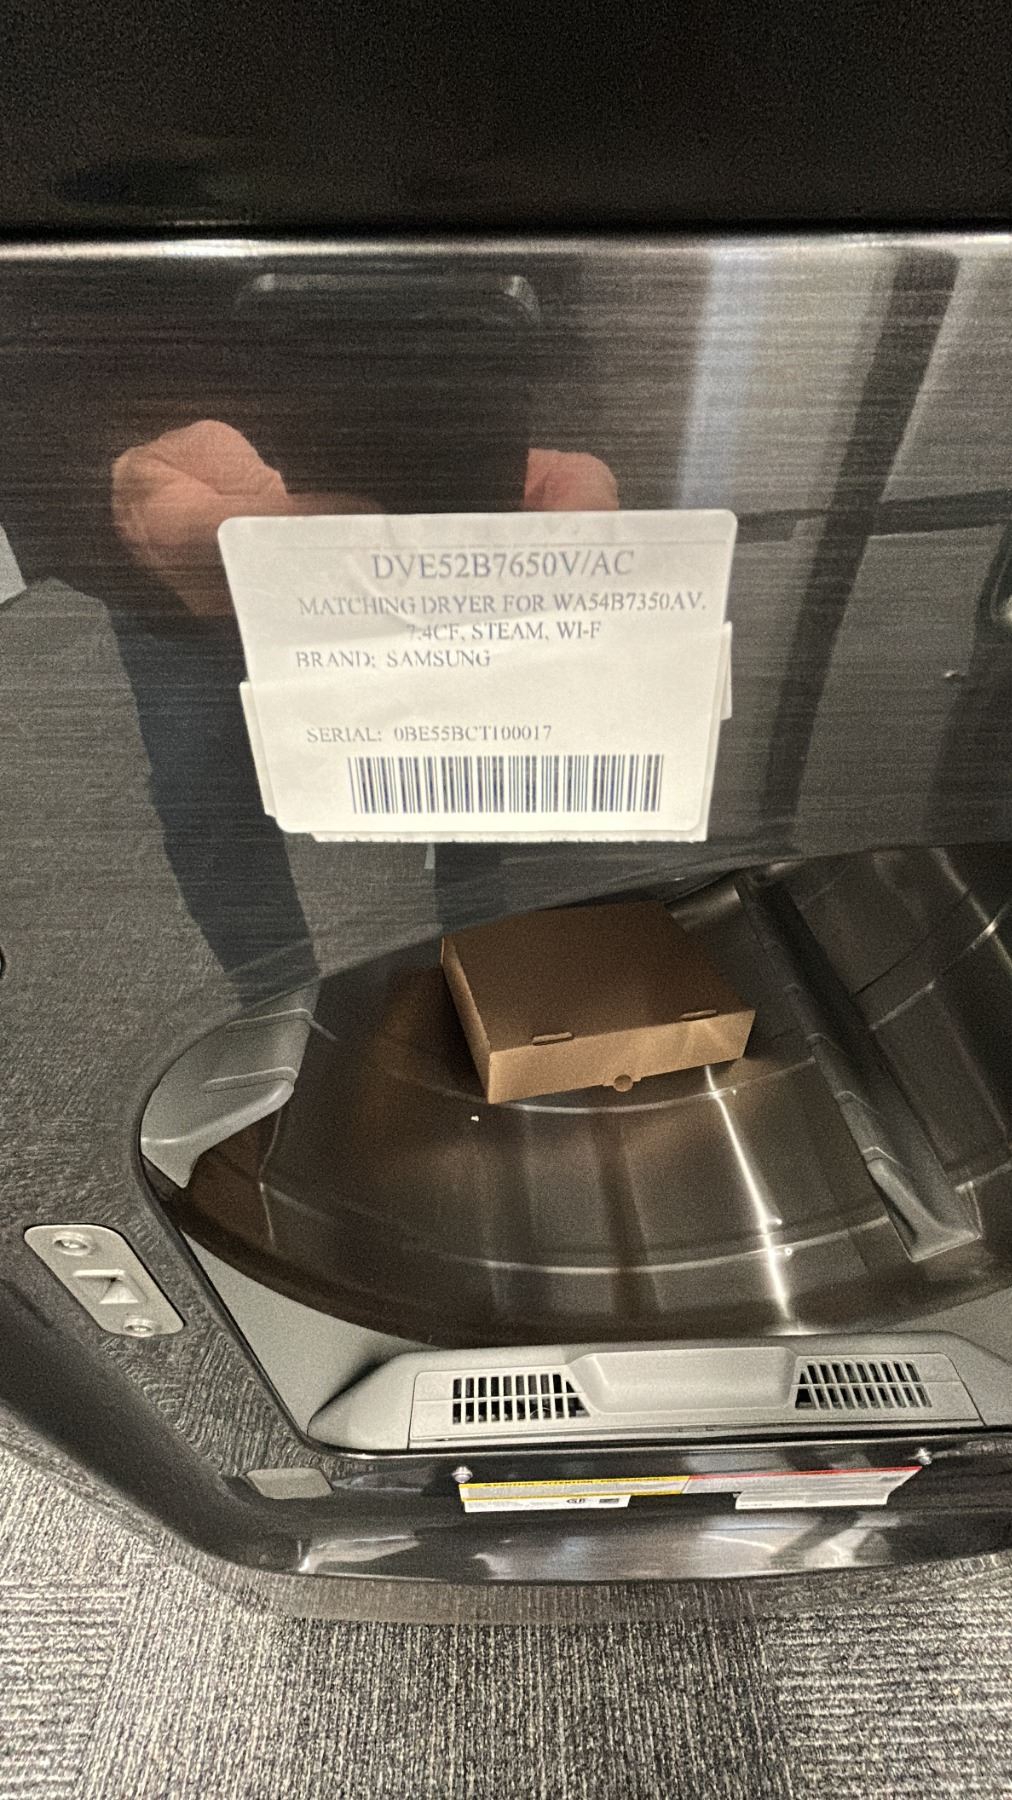 DVE52B7650V/AC
MATCHING DRYER FOR WA54B7350AV.
7.4CF, STEAM, WI-F
BRAND: SAMSUNG
SERIAL: 0BE55BCT100017